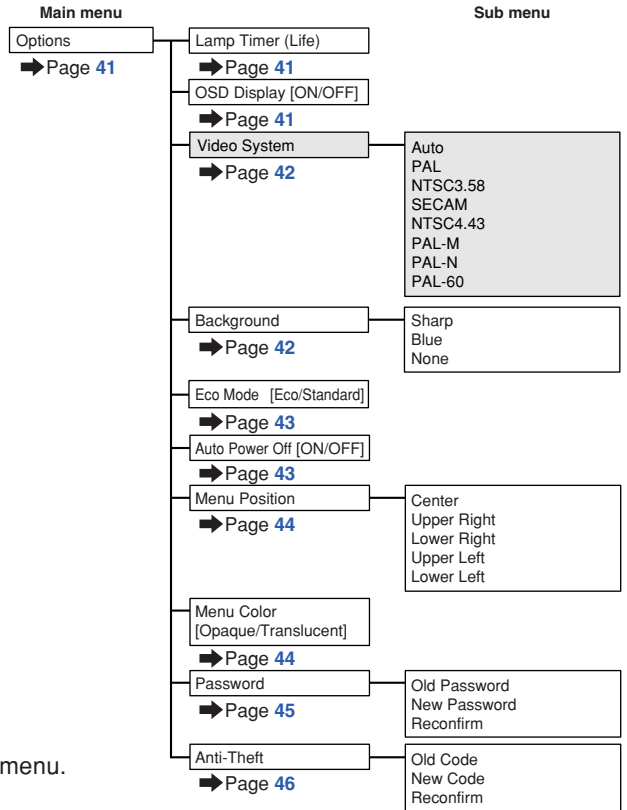 Main menu
Sub menu
Options
Page 41
Lamp Timer (Life)
Page 41
OSD Display [ON/OFF]
Page 41
Video System
Page 42
Auto
PAL
NTSC3.58
SECAM
NTSC4.43
PAL-M
PAL-N
PAL-60
Background
Page 42
Sharp
Blue
None
Eco Mode [Eco/Standard]
Page 43
Auto Power Off [ON/OFF]
Page 43
Menu Position
Page 44
Center
Upper Right
Lower Right
Upper Left
Lower Left
Menu Color
[Opaque/Translucent]
Page 44
Password
Page 45
Old Password
New Password
Reconfirm
Anti-Theft
Page 46
Old Code
New Code
Reconfirm
menu.